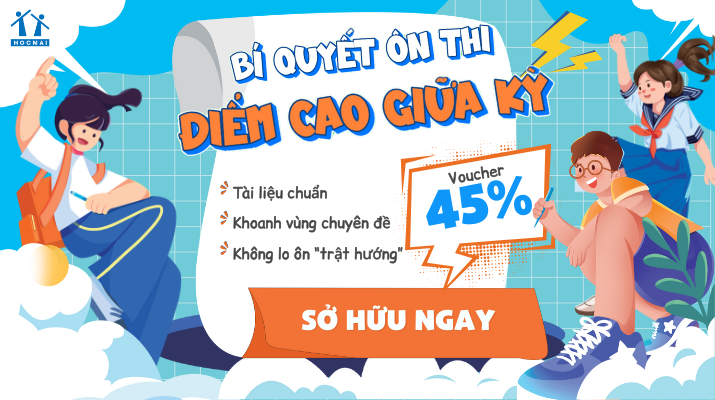 HOCMAI
BÍ QUYẾT ÔN THI
ĐIỂM CAO GIỮA KỲ
Tài liệu chuẩn
Khoanh vùng chuyên đề
Không lo ôn "trật hướng"
Voucher
45%
SỞ HỮU NGAY